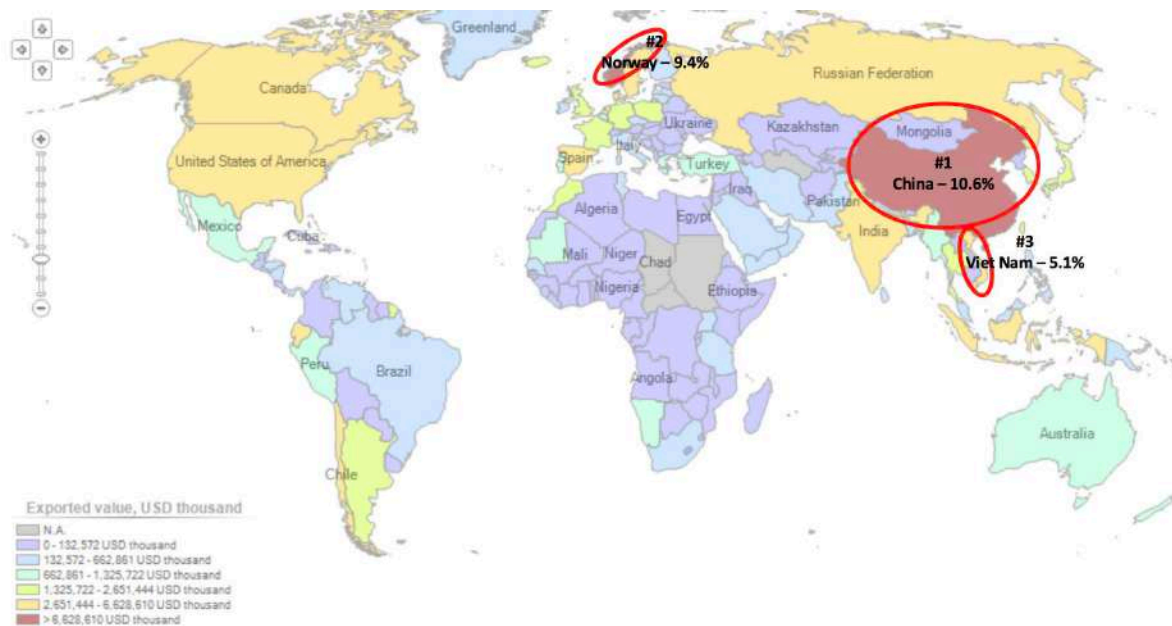 Greenland
#2
Norway – 9.4%
Russian Federation
Canada
Ukraine
Kazakhstan
Mongolia
United States of America
Spain
Italy
Turkey
#1
China – 10.6%
Iraq
Pakistan
Algeria
Egypt
India
Mexico
Cuba
Mali
Niger
Chad
#3
Viet Nam – 5.1%
Nigeria
Ethiopia
Peru
Brazil
Angola
Australia
Chile
Exported value, USD thousand
N.A.
0 - 132,572 USD thousand
132,572 - 662,861 USD thousand
662,861 - 1,325,722 USD thousand
1,325,722 - 2,651,444 USD thousand
2,651,444 - 6,628,610 USD thousand
> 6,628,610 USD thousand